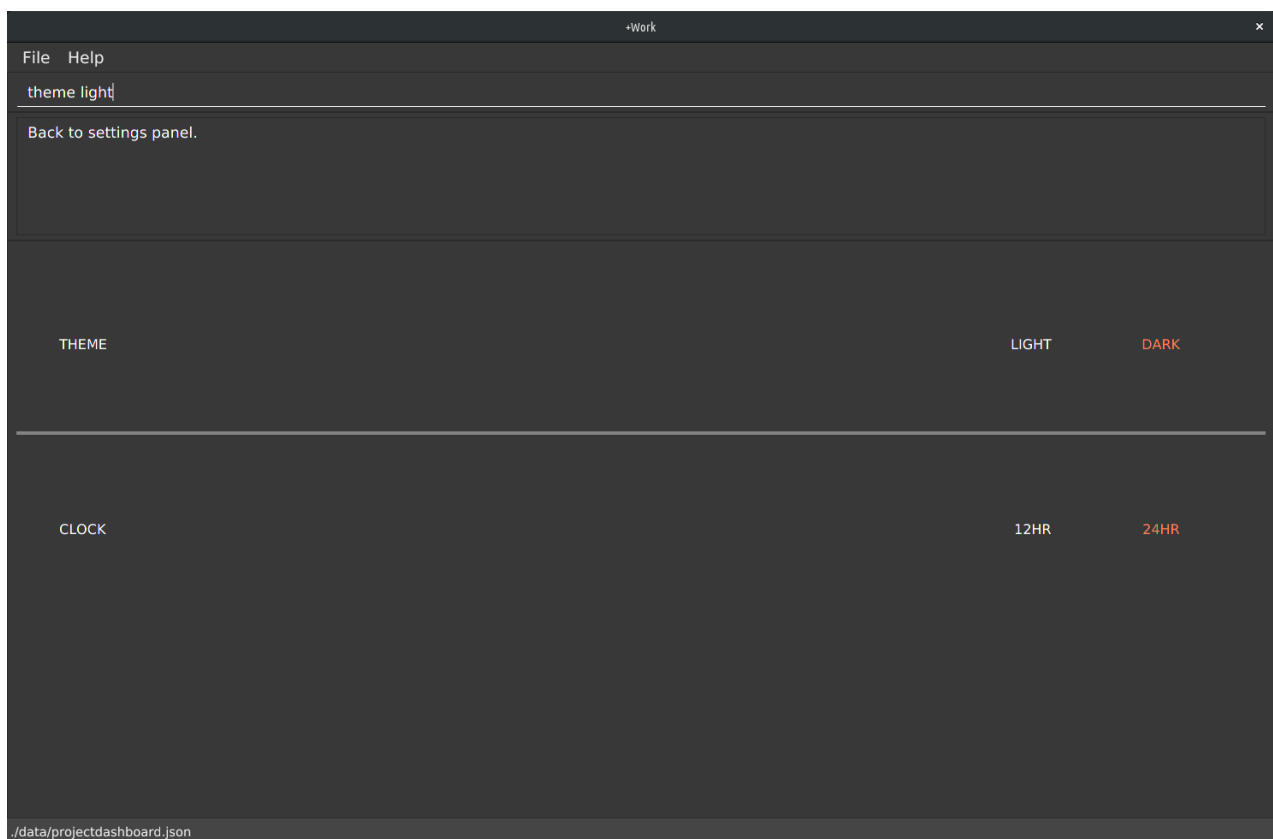 +Work ×
File Help
theme light
Back to settings panel.
THEME LIGHT DARK
CLOCK 12HR 24HR
./data/projectdashboard.json